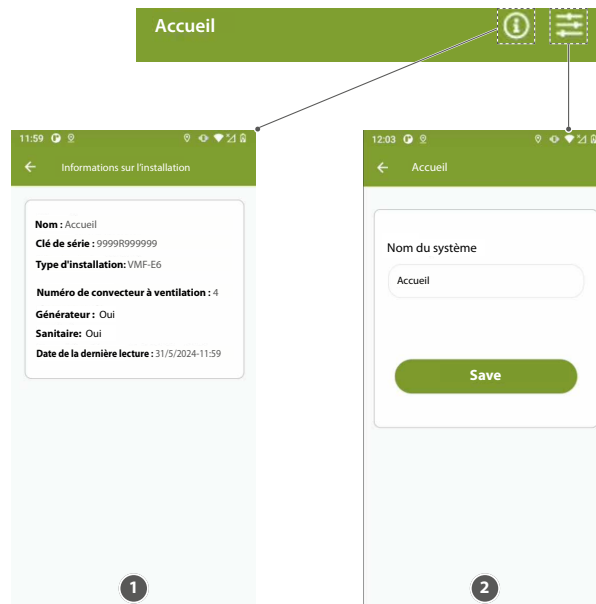 Accueil
11:59
Informations sur l'installation
Nom : Accueil
Clé de série : 9999R999999
Type d'installation: VMF-E6
Numéro de convecteur à ventilation : 4
Générateur : Oui
Sanitaire: Oui
Date de la dernière lecture : 31/5/2024-11:59
1
12:03
Accueil
Nom du système
Accueil
Save
2